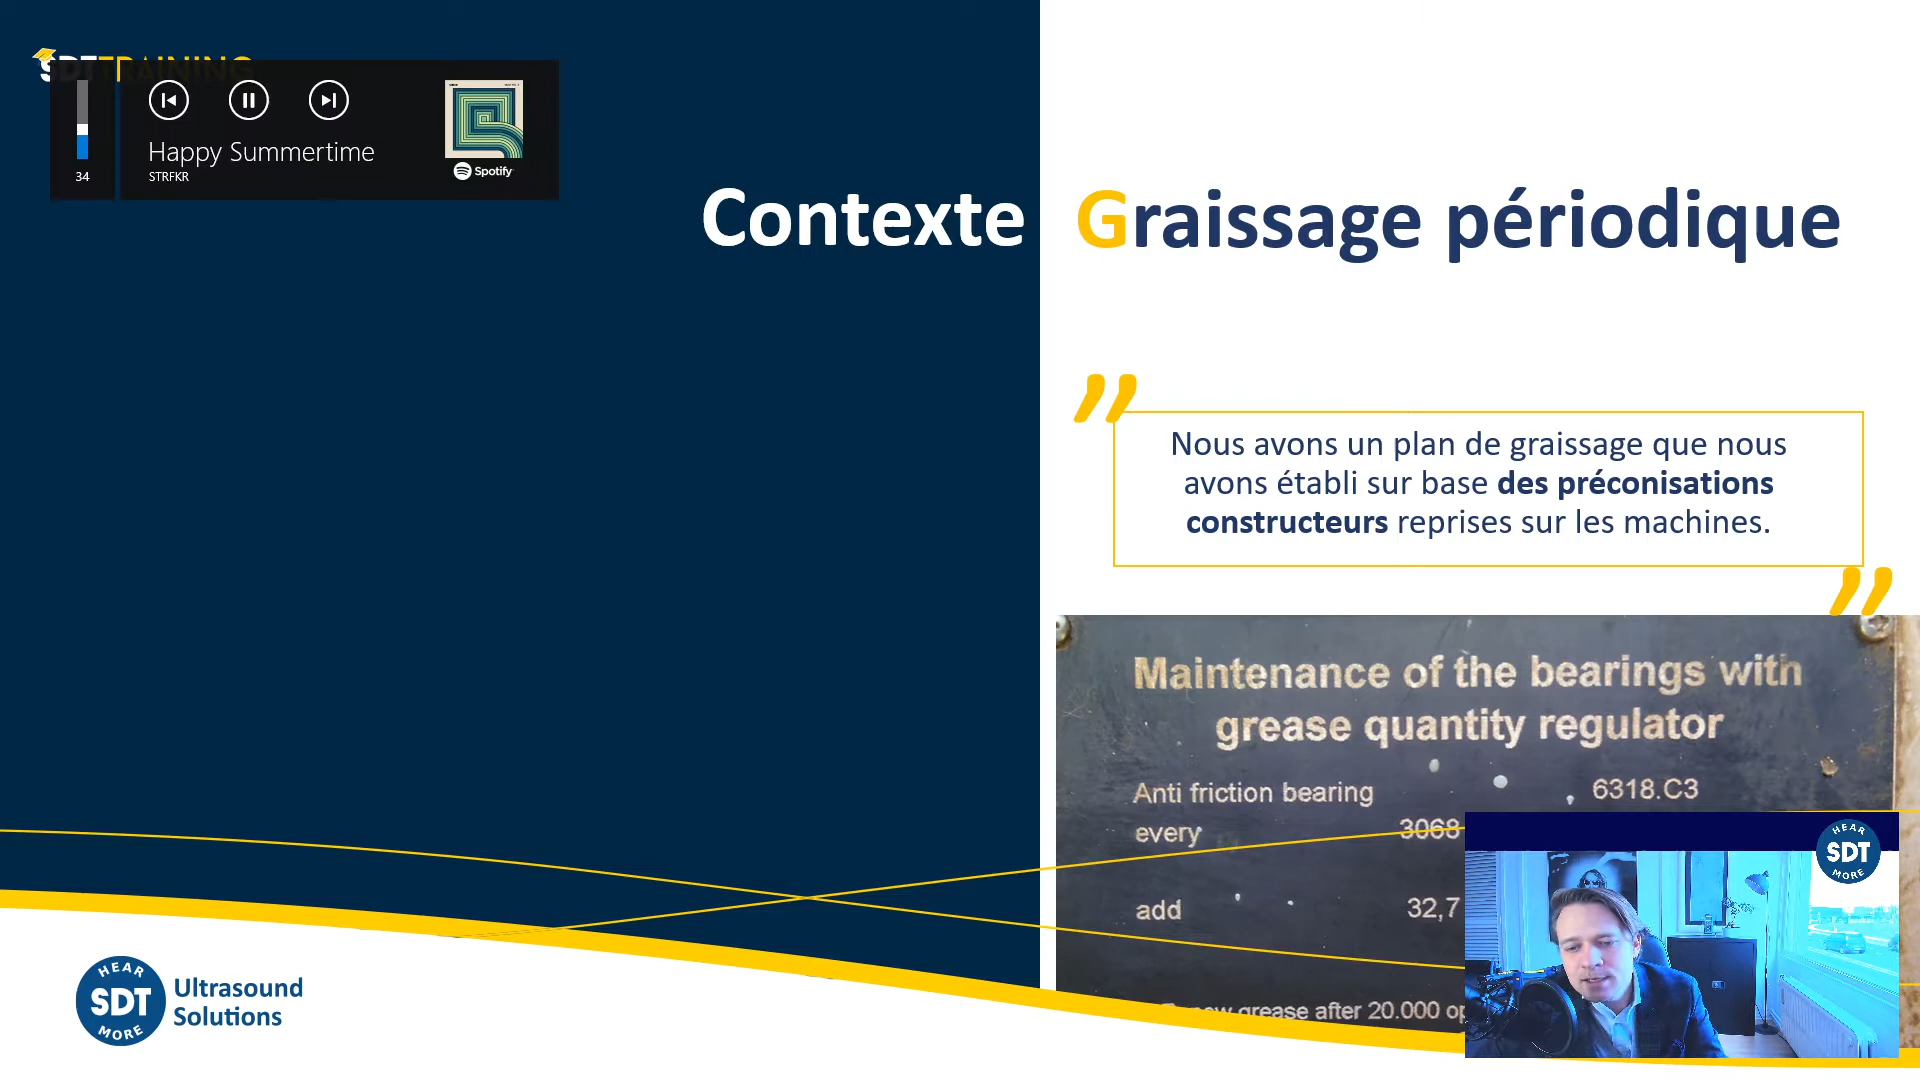 SDT TRAINING
Happy Summertime
STRFKR
34
Spotify
Contexte
Graissage périodique
Nous avons un plan de graissage que nous
avons établi sur base des préconisations
constructeurs reprises sur les machines.
Maintenance of the bearings with
grease quantity regulator
Anti friction bearing 6318.C3
every 3068
add 32,7
grease after 20.000
HEAR
SDT
MORE
HEAR
SDT
MORE
Ultrasound
Solutions